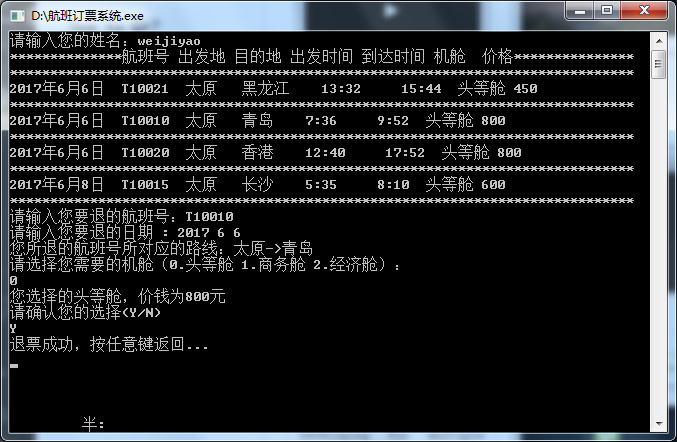 D:\航班订票系统.exe
请输入您的姓名：weijiyao
**************航班号 出发地 目的地 出发时间 到达时间 机舱  价格***************
******************************************************************************
2017年6月6日  T10021  太原   黑龙江    13:32     15:44  头等舱 450
******************************************************************************
2017年6月6日  T10010  太原   青岛    7:36     9:52  头等舱 800
******************************************************************************
2017年6月6日  T10020  太原   香港    12:40     17:52  头等舱 800
******************************************************************************
2017年6月8日  T10015  太原   长沙    5:35     8:10  头等舱 600
******************************************************************************
请输入您要退的航班号：T10010
请输入您要退的日期 : 2017 6 6
您所退的航班号所对应的路线：太原->青岛
请选择您需要的机舱（0.头等舱 1.商务舱 2.经济舱）：
0
您选择的头等舱，价钱为800元
请确认您的选择(Y/N)
Y
退票成功，按任意键返回...
半: